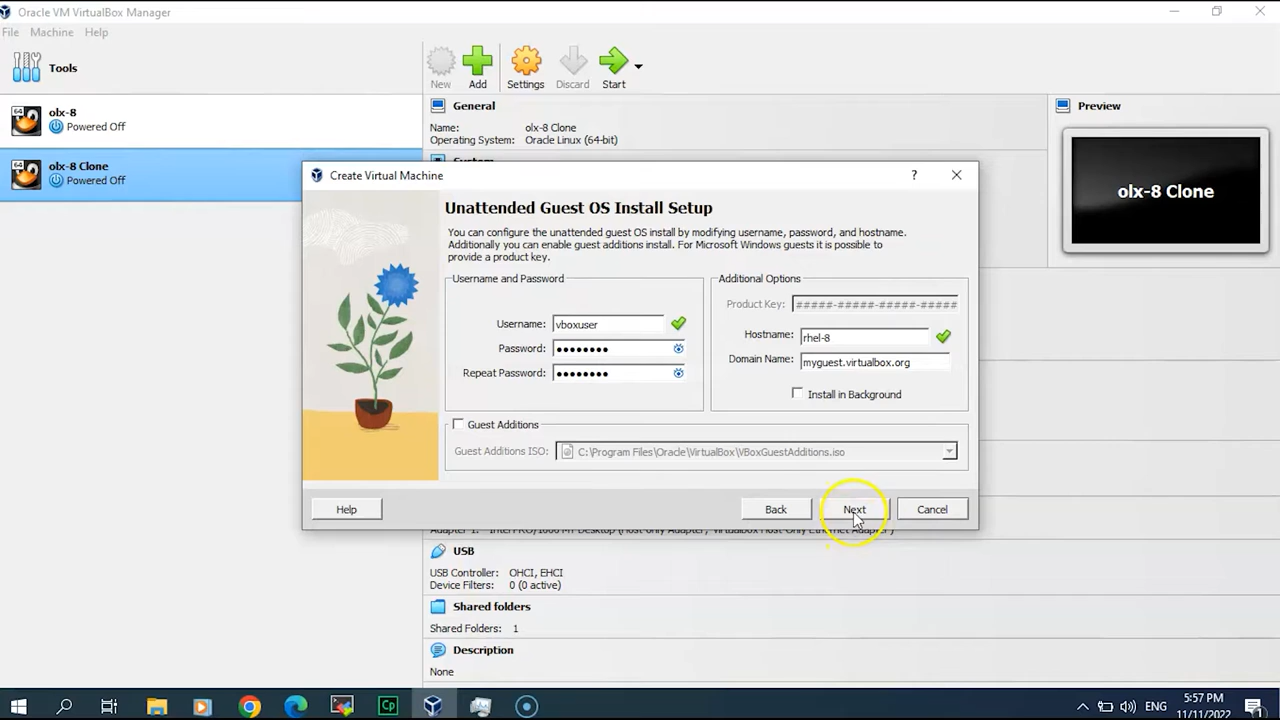 Oracle VM VirtualBox Manager
File Machine Help
Tools
New Add Settings Discard Start
64 olx-8
Powered Off
64 olx-8 Clone
Powered Off
General
Name: olx-8 Clone
Operating System: Oracle Linux (64-bit)
Preview
olx-8 Clone
Create Virtual Machine
?
Unattended Guest OS Install Setup
You can configure the unattended guest OS install by modifying username, password, and hostname.
Additionally you can enable guest additions install. For Microsoft Windows guests it is possible to
provide a product key.
Username and Password
Username: vboxuser
Password: ●●●●●●●●
Repeat Password: ●●●●●●●●
Additional Options
Product Key: #####-#####-#####-#####
Hostname: rhel-8
Domain Name: myguest.virtualbox.org
Install in Background
Guest Additions
Guest Additions ISO: C:\Program Files\Oracle\VirtualBox\VBoxGuestAdditions.iso
Help Back Next Cancel
USB
USB Controller: OHCI, EHCI
Device Filters: 0 (0 active)
Shared folders
Shared Folders: 1
Description
None
Cp
ENG
5:57 PM
11/11/2022
1